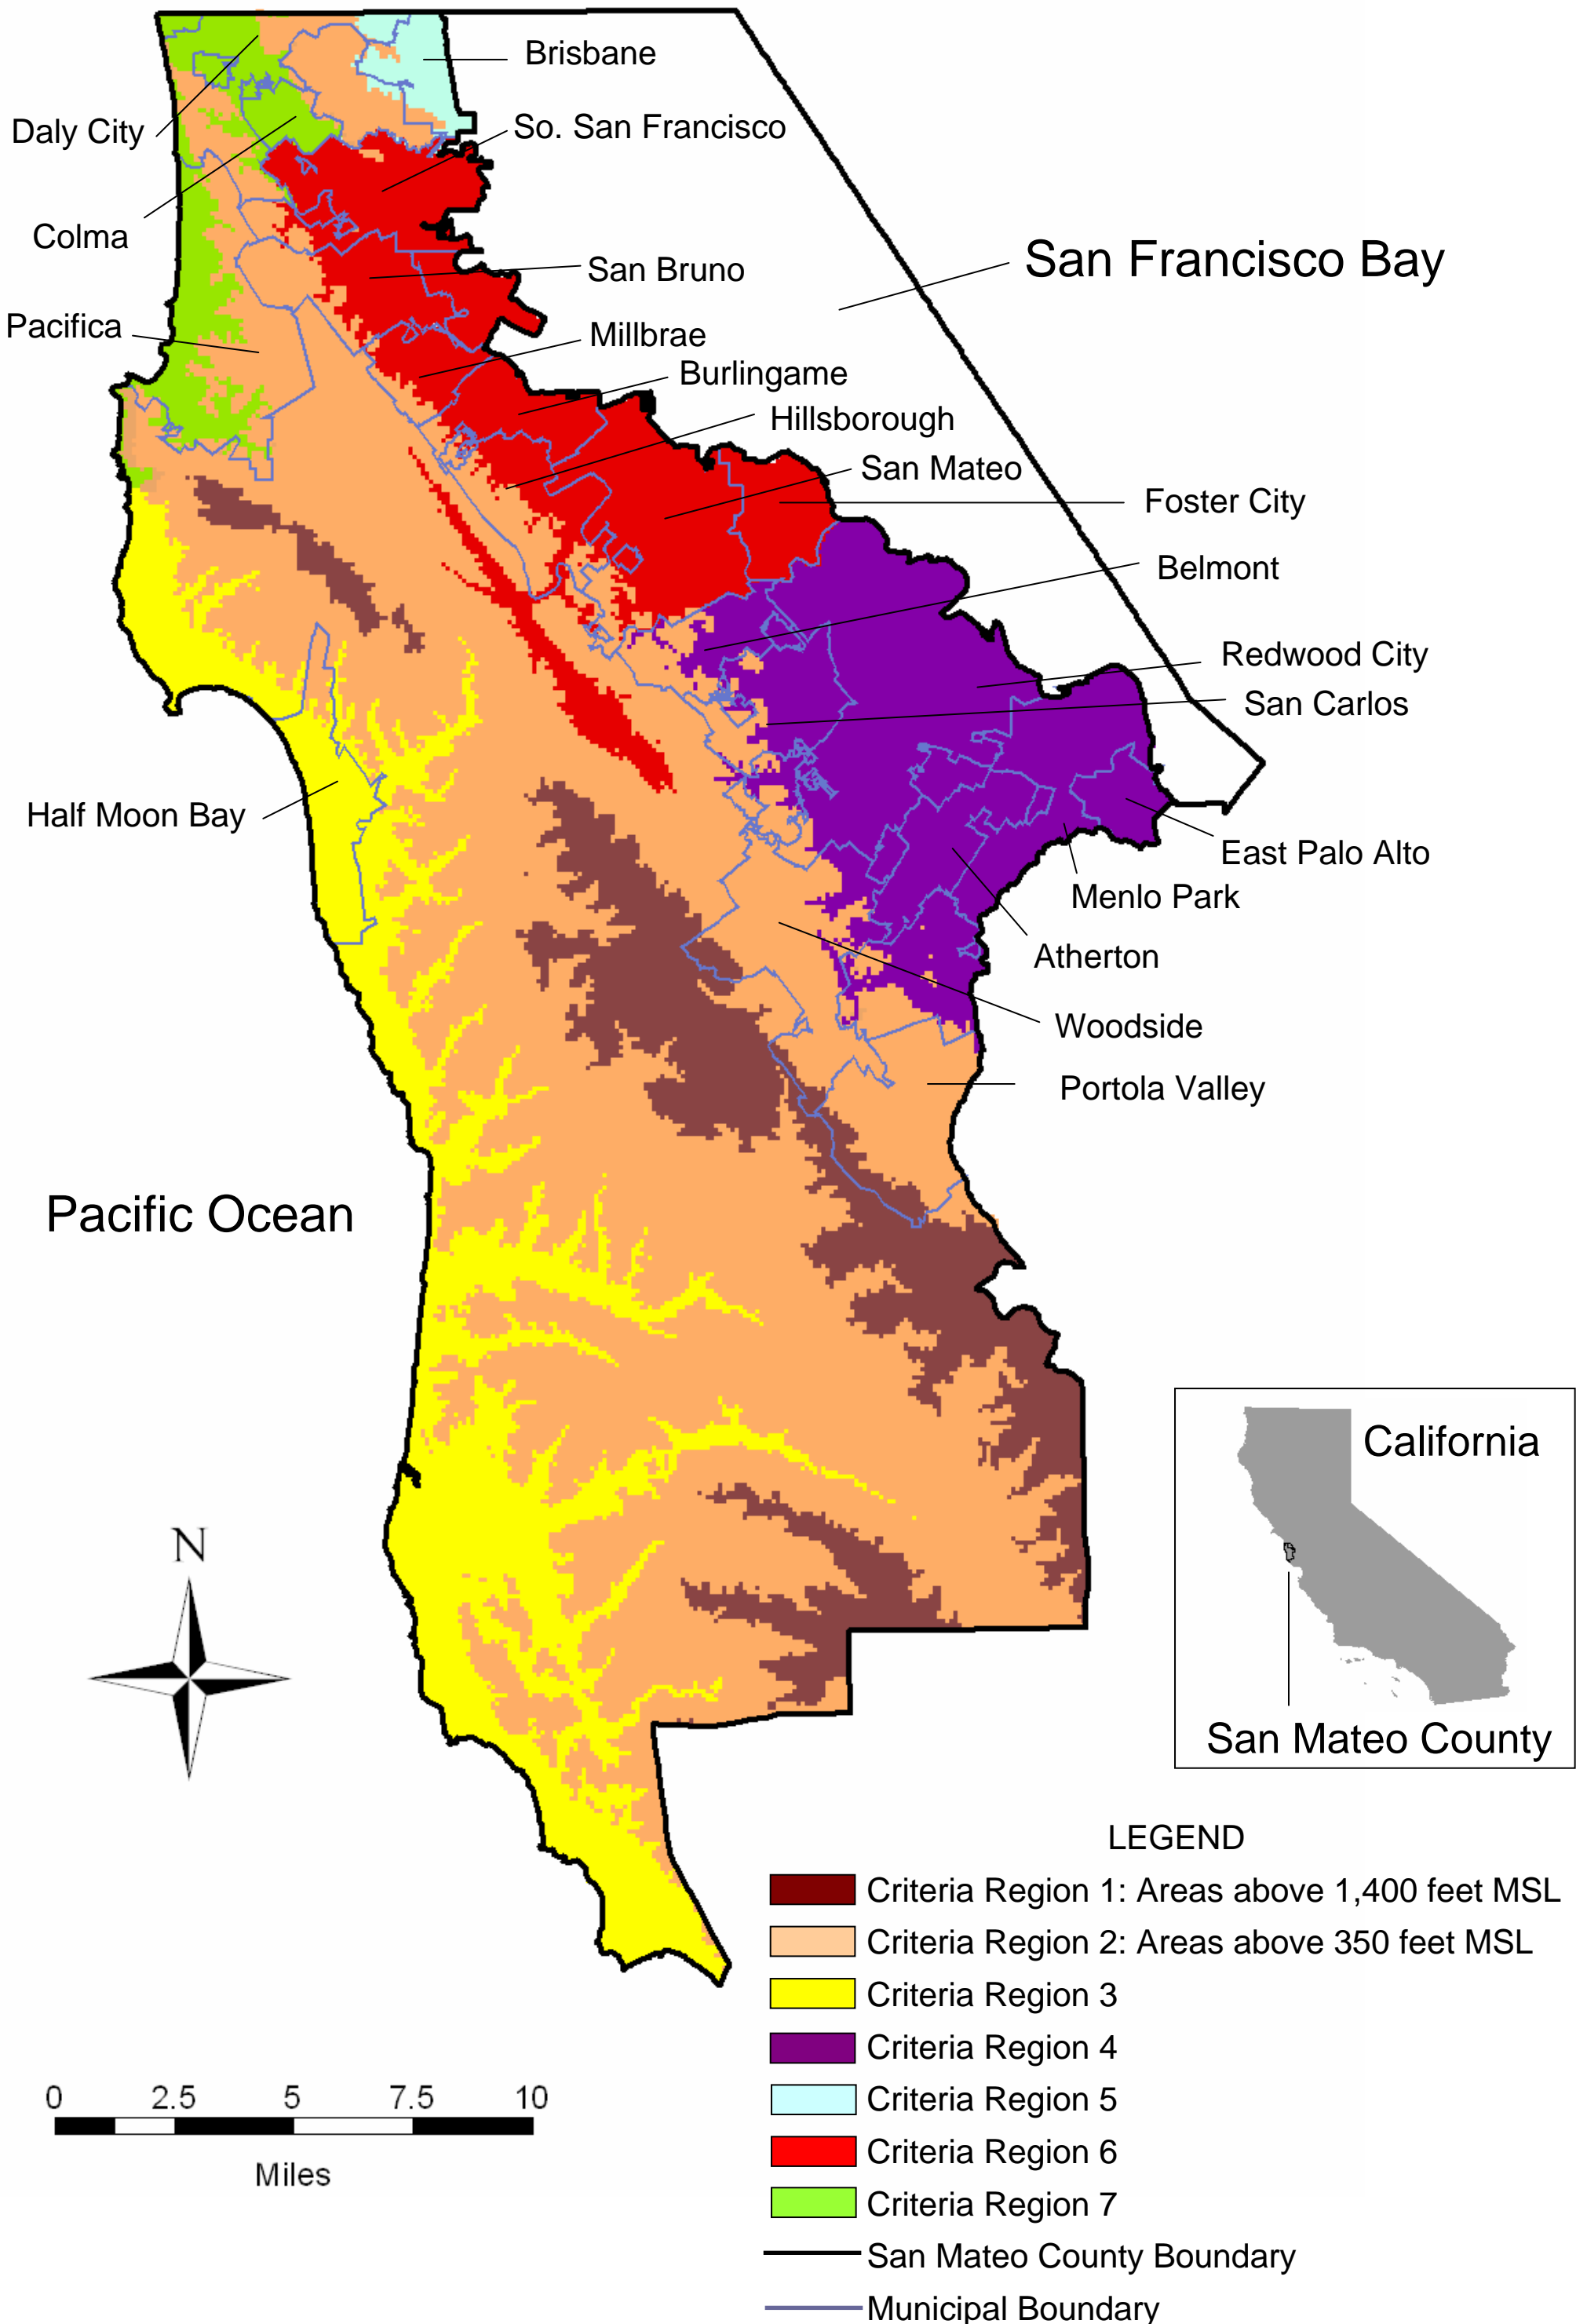 Brisbane
Daly City
So. San Francisco
Colma
San Francisco Bay
San Bruno
Pacifica
Millbrae
Burlingame
Hillsborough
San Mateo
Foster City
Belmont
Redwood City
San Carlos
Half Moon Bay
East Palo Alto
Menlo Park
Atherton
Woodside
Portola Valley
Pacific Ocean
California
San Mateo County
N
LEGEND
Criteria Region 1: Areas above 1,400 feet MSL
Criteria Region 2: Areas above 350 feet MSL
Criteria Region 3
Criteria Region 4
Criteria Region 5
Criteria Region 6
Criteria Region 7
San Mateo County Boundary
Municipal Boundary
0 2.5 5 7.5 10
Miles